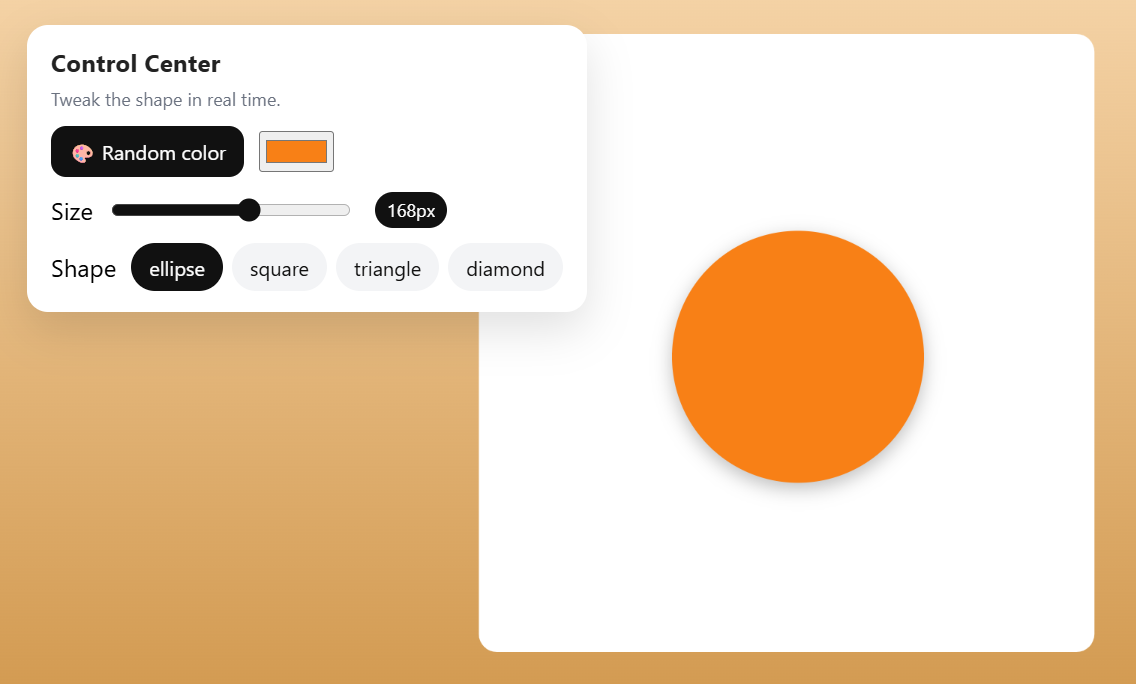 Control Center
Tweak the shape in real time.
🎨 Random color
Size 168px
Shape ellipse square triangle diamond